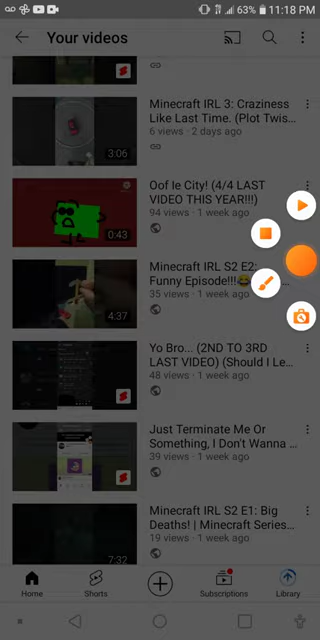 63% 11:18 PM
Your videos
Minecraft IRL 3: Craziness
Like Last Time. (Plot Twis...
6 views · 2 days ago
3:06
Oof Ie City! (4/4 LAST
VIDEO THIS YEAR!!!)
94 views · 1 week ago
0:43
Minecraft IRL S2 E2:
Funny Episode!!!😂
35 views · 1 week ago
4:37
Yo Bro... (2ND TO 3RD
LAST VIDEO) (Should I Le...
48 views · 1 week ago
Just Terminate Me Or
Something, I Don't Wanna ...
39 views · 1 week ago
Minecraft IRL S2 E1: Big
Deaths! | Minecraft Series...
19 views · 1 week ago
7:32
Home Shorts Subscriptions Library